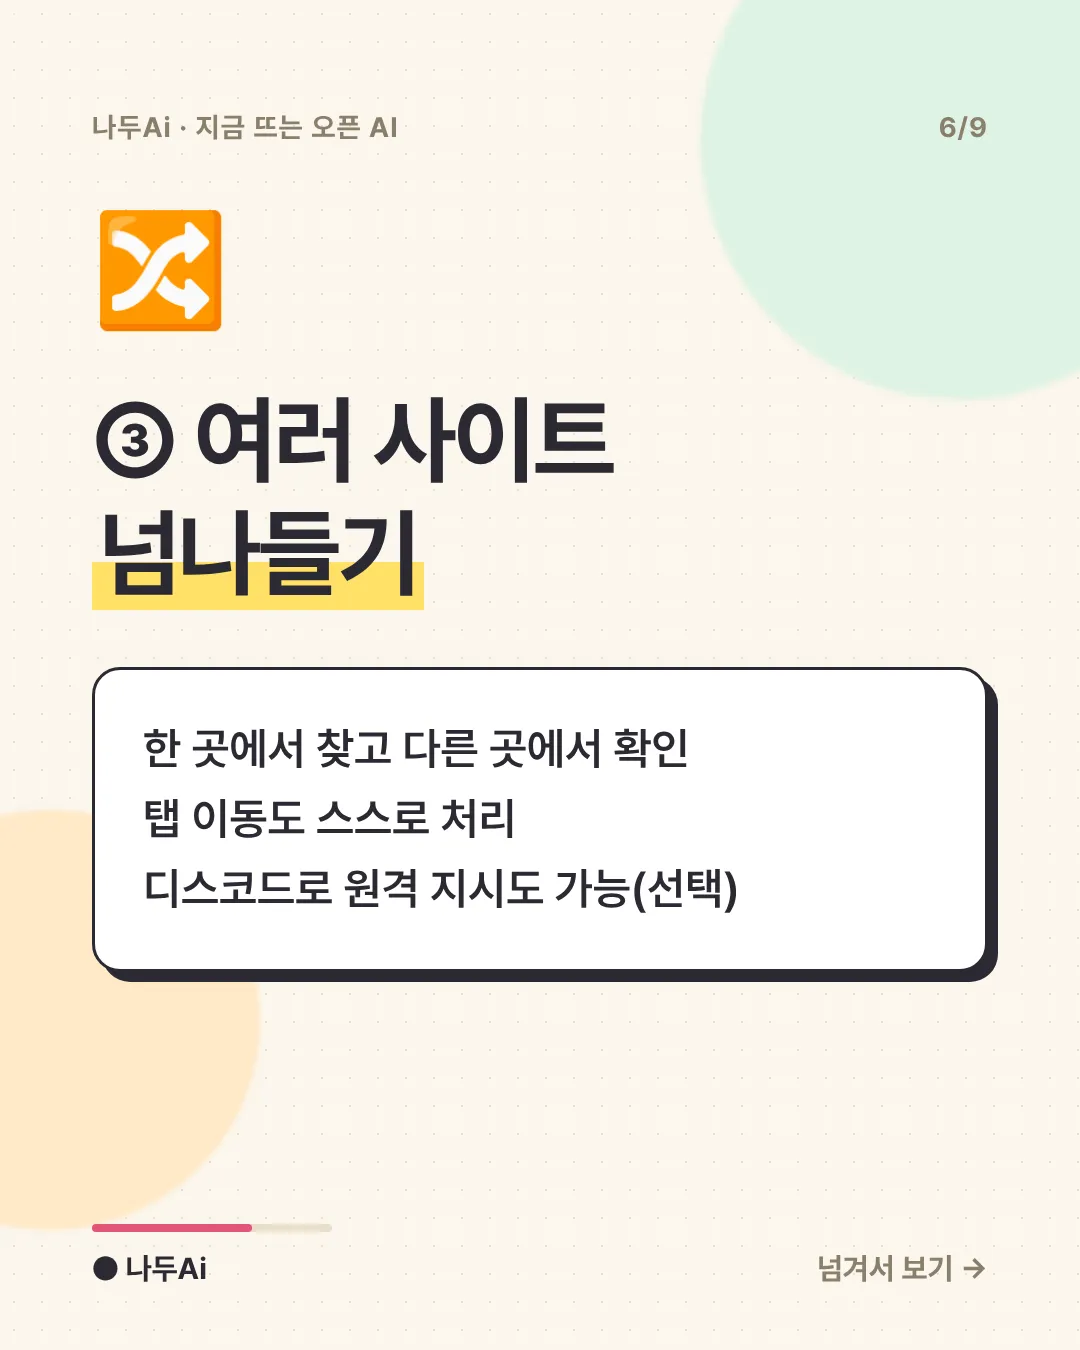 나두Ai · 지금 뜨는 오픈 AI
6/9
③ 여러 사이트
넘나들기
한 곳에서 찾고 다른 곳에서 확인
탭 이동도 스스로 처리
디스코드로 원격 지시도 가능(선택)
나두Ai
넘겨서 보기 →